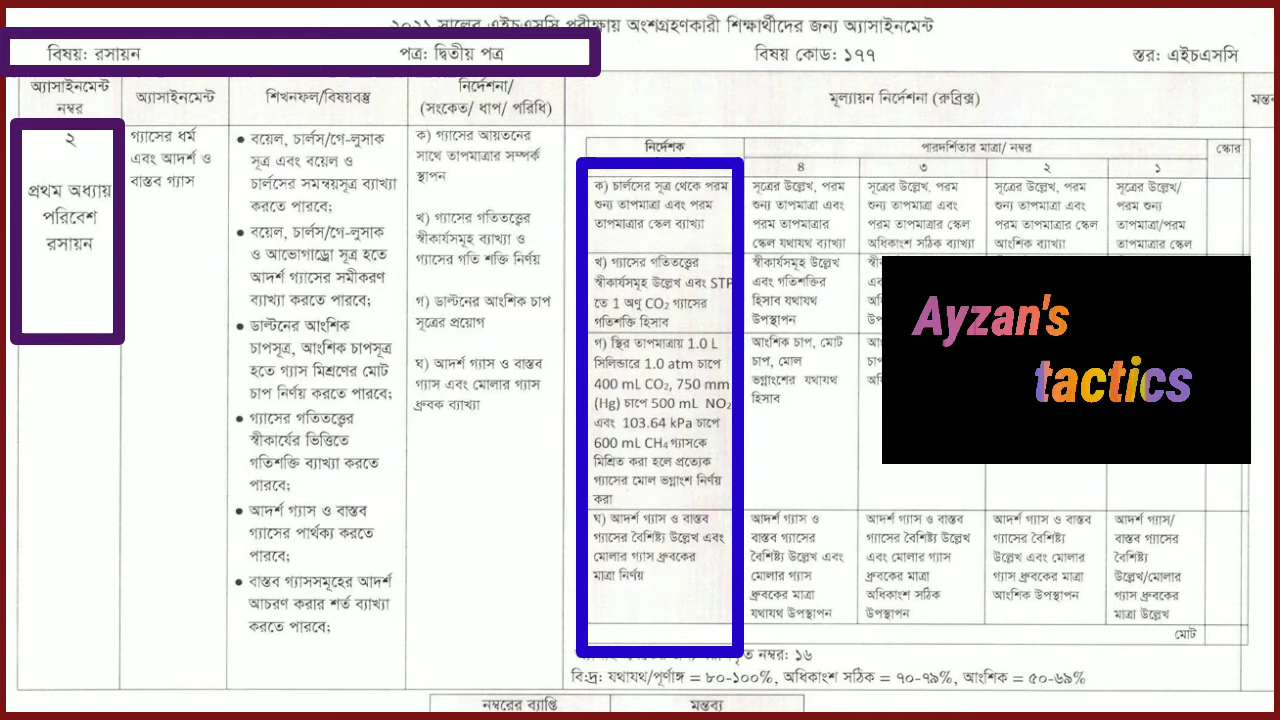 ২০২১ সালের এইচএসসি পরীক্ষায় অংশগ্রহণকারী শিক্ষার্থীদের জন্য অ্যাসাইনমেন্ট
বিষয়: রসায়ন পত্র: দ্বিতীয় পত্র বিষয় কোড: ১৭৭ স্তর: এইচএসসি
অ্যাসাইনমেন্ট
নম্বর
অ্যাসাইনমেন্ট
শিখনফল/বিষয়বস্তু
নির্দেশনা/
(সংকেত/ ধাপ/ পরিধি)
মূল্যায়ন নির্দেশনা (রুব্রিক্স)
২
প্রথম অধ্যায়
পরিবেশ
রসায়ন
গ্যাসের ধর্ম
এবং আদর্শ ও
বাস্তব গ্যাস
• বয়েল, চার্লস/গে-লুসাক
সূত্র এবং বয়েল ও
চার্লসের সমন্বয়সূত্র ব্যাখ্যা
করতে পারবে;
• বয়েল, চার্লস/গে-লুসাক
ও আভোগাড্রো সূত্র হতে
আদর্শ গ্যাসের সমীকরণ
ব্যাখ্যা করতে পারবে;
• ডাল্টনের আংশিক
চাপসূত্র, আংশিক চাপসূত্র
হতে গ্যাস মিশ্রণের মোট
চাপ নির্ণয় করতে পারবে;
• গ্যাসের গতিতত্ত্বের
স্বীকার্যের ভিত্তিতে
গতিশক্তি ব্যাখ্যা করতে
পারবে;
• আদর্শ গ্যাস ও বাস্তব
গ্যাসের পার্থক্য করতে
পারবে;
• বাস্তব গ্যাসসমূহের আদর্শ
আচরণ করার শর্ত ব্যাখ্যা
করতে পারবে;
ক) গ্যাসের আয়তনের
সাথে তাপমাত্রার সম্পর্ক
স্থাপন
খ) গ্যাসের গতিতত্ত্বের
স্বীকার্যসমূহ ব্যাখ্যা ও
গ্যাসের গতি শক্তি নির্ণয়
গ) ডাল্টনের আংশিক চাপ
সূত্রের প্রয়োগ
ঘ) আদর্শ গ্যাস ও বাস্তব
গ্যাস এবং মোলার গ্যাস
ধ্রুবক ব্যাখ্যা
নির্দেশক
পারদর্শিতার মাত্রা/ নম্বর
স্কোর
৪ ৩ ২ ১
ক) চার্লসের সূত্র থেকে পরম
শুন্য তাপমাত্রা এবং পরম
তাপমাত্রার স্কেল ব্যাখ্যা
সূত্রের উল্লেখ, পরম
শুন্য তাপমাত্রা এবং
পরম তাপমাত্রার
স্কেল যথাযথ ব্যাখ্যা
সূত্রের উল্লেখ, পরম
শুন্য তাপমাত্রা এবং
পরম তাপমাত্রার স্কেল
অধিকাংশ সঠিক ব্যাখ্যা
সূত্রের উল্লেখ, পরম
শুন্য তাপমাত্রা এবং
পরম তাপমাত্রার স্কেল
আংশিক ব্যাখ্যা
সূত্রের উল্লেখ/
পরম শুন্য
তাপমাত্রা/পরম
তাপমাত্রার স্কেল
খ) গ্যাসের গতিতত্ত্বের
স্বীকার্যসমূহ উল্লেখ এবং STP
তে 1 অণু CO₂ গ্যাসের
গতিশক্তি হিসাব
স্বীকার্যসমূহ উল্লেখ
এবং গতিশক্তির
হিসাব যথাযথ
উপস্থাপন
গ) স্থির তাপমাত্রায় 1.0 L
সিলিন্ডারে 1.0 atm চাপে
400 mL CO₂, 750 mm
(Hg) চাপে 500 mL NO₂
এবং 103.64 kPa চাপে
600 mL CH₄ গ্যাসকে
মিশ্রিত করা হলে প্রত্যেক
গ্যাসের মোল ভগ্নাংশ নির্ণয়
করা
আংশিক চাপ, মোট
চাপ, মোল
ভগ্নাংশের যথাযথ
হিসাব
Ayzan's
tactics
ঘ) আদর্শ গ্যাস ও বাস্তব
গ্যাসের বৈশিষ্ট্য উল্লেখ এবং
মোলার গ্যাস ধ্রুবকের
মাত্রা নির্ণয়
আদর্শ গ্যাস ও
বাস্তব গ্যাসের
বৈশিষ্ট্য উল্লেখ এবং
মোলার গ্যাস
ধ্রুবকের মাত্রা
যথাযথ উপস্থাপন
আদর্শ গ্যাস ও বাস্তব
গ্যাসের বৈশিষ্ট্য উল্লেখ
এবং মোলার গ্যাস
ধ্রুবকের মাত্রা
অধিকাংশ সঠিক
উপস্থাপন
আদর্শ গ্যাস ও বাস্তব
গ্যাসের বৈশিষ্ট্য
উল্লেখ এবং মোলার
গ্যাস ধ্রুবকের মাত্রা
আংশিক উপস্থাপন
আদর্শ গ্যাস/
বাস্তব গ্যাসের
বৈশিষ্ট্য
উল্লেখ/মোলার
গ্যাস ধ্রুবকের
মাত্রা উল্লেখ
মোট
নম্বর: ১৬
বি:দ্র: যথাযথ/পূর্ণাঙ্গ = ৮০-১০০%, অধিকাংশ সঠিক = ৭০-৭৯%, আংশিক = ৫০-৬৯%
নম্বরের ব্যাপ্তি মন্তব্য